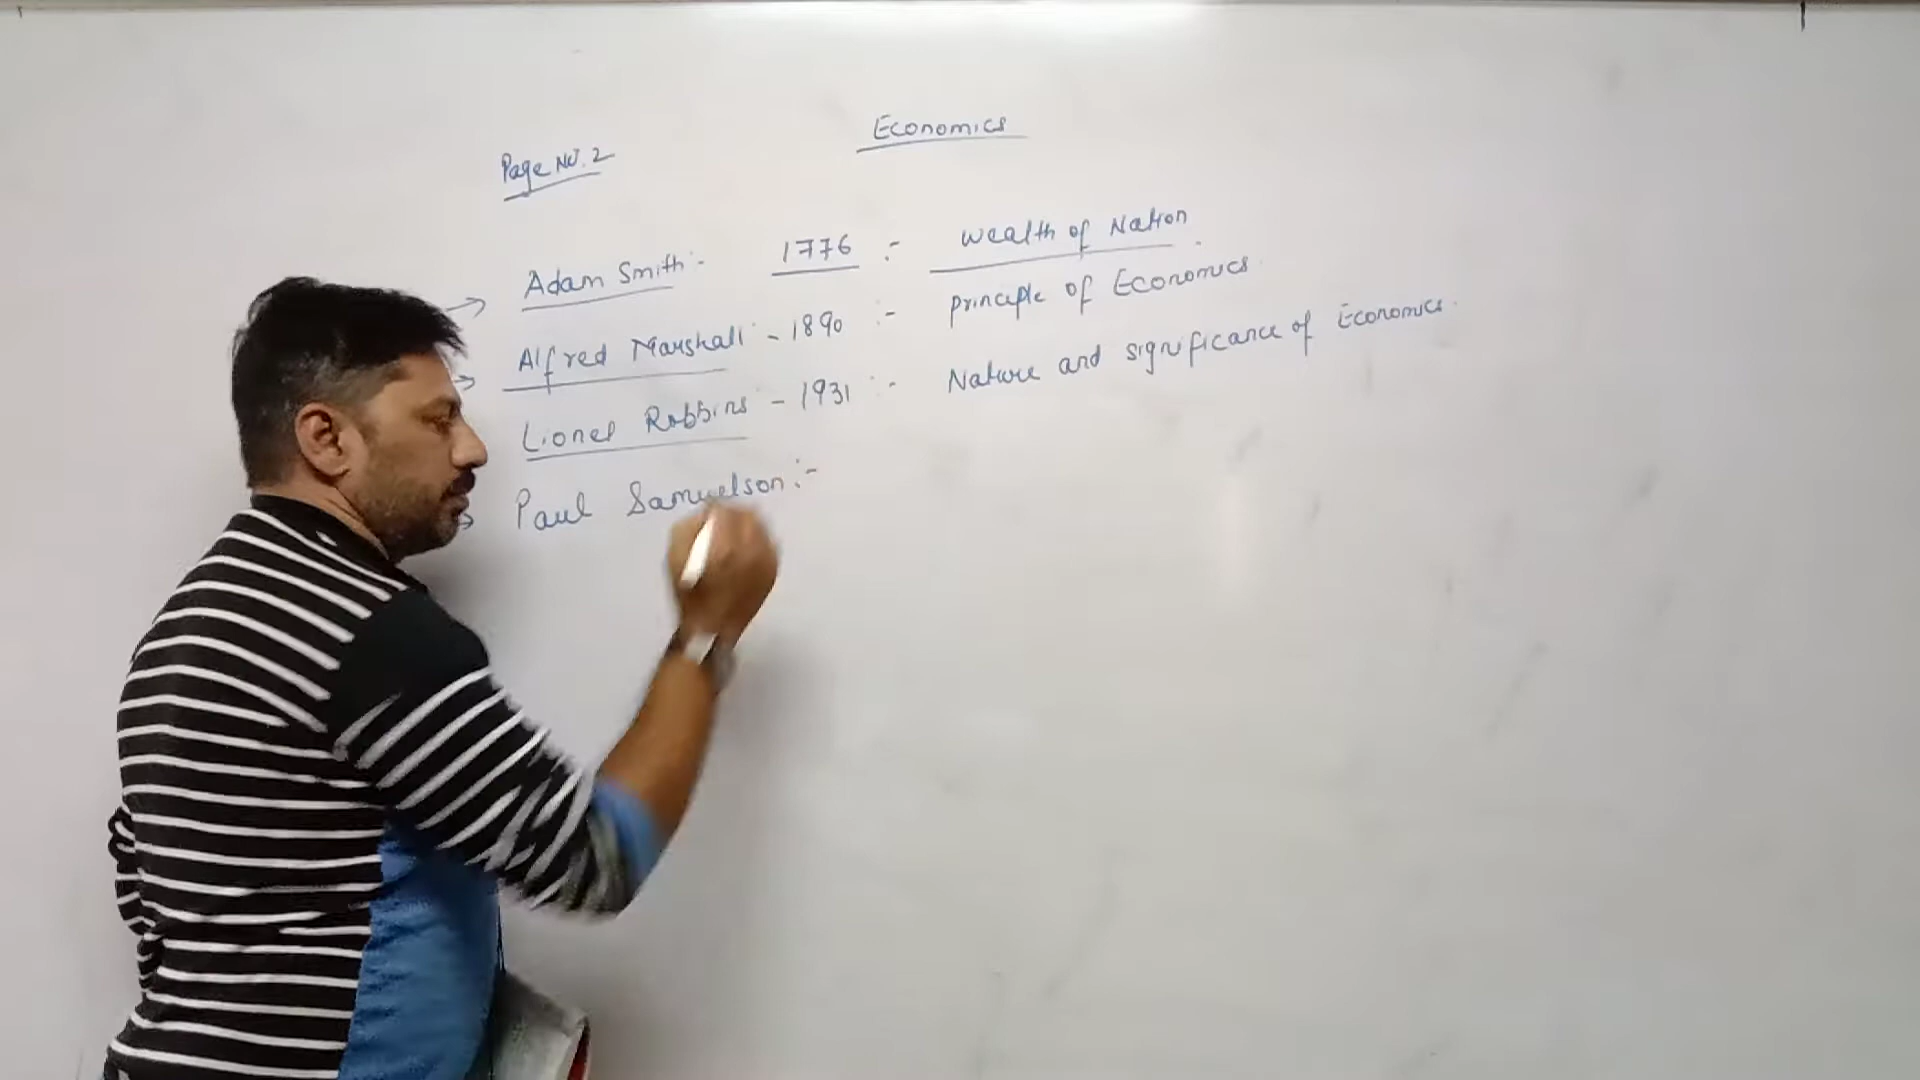 Economics
Page No. 2
Adam Smith :- 1776 :- Wealth of Nation
Alfred Marshall - 1890 :- principle of Economics.
Lionel Robbins - 1931 :- Nature and significance of Economics.
Paul Samuelson :-